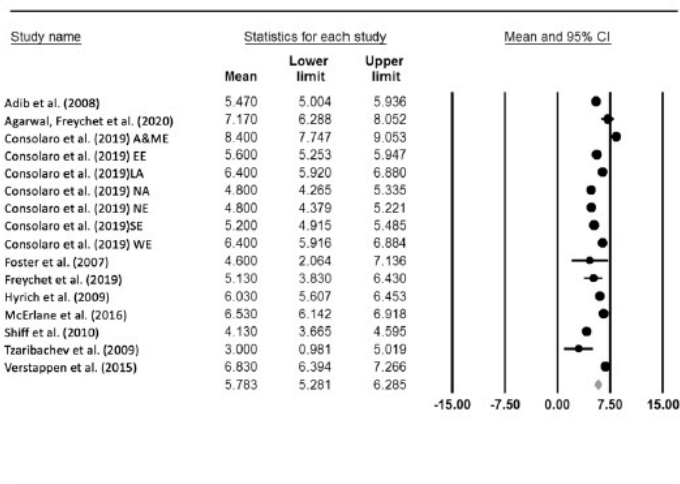 Study name Statistics for each study Mean and 95% CI
Mean Lower limit Upper limit
Adib et al. (2008) 5.470 5.004 5.936
Agarwal, Freychet et al. (2020) 7.170 6.288 8.052
Consolaro et al. (2019) A&ME 8.400 7.747 9.053
Consolaro et al. (2019) EE 5.600 5.253 5.947
Consolaro et al. (2019)LA 6.400 5.920 6.880
Consolaro et al. (2019) NA 4.800 4.265 5.335
Consolaro et al. (2019) NE 4.800 4.379 5.221
Consolaro et al. (2019)SE 5.200 4.915 5.485
Consolaro et al. (2019) WE 6.400 5.916 6.884
Foster et al. (2007) 4.600 2.064 7.136
Freychet (2019) 5.130 3.830 6.430
Hyrich et al. (2009) 6.030 5.607 6.453
McErlane et al. (2016) 6.530 6.142 6.918
Shiff et al. (2010) 4.130 3.665 4.595
Tzaribachev et al. (2009) 3.000 0.981 5.019
Verstappen et al. (2015) 6.830 6.394 7.266
5.783 5.281 6.285
-15.00 -7.50 0.00 7.50 15.00